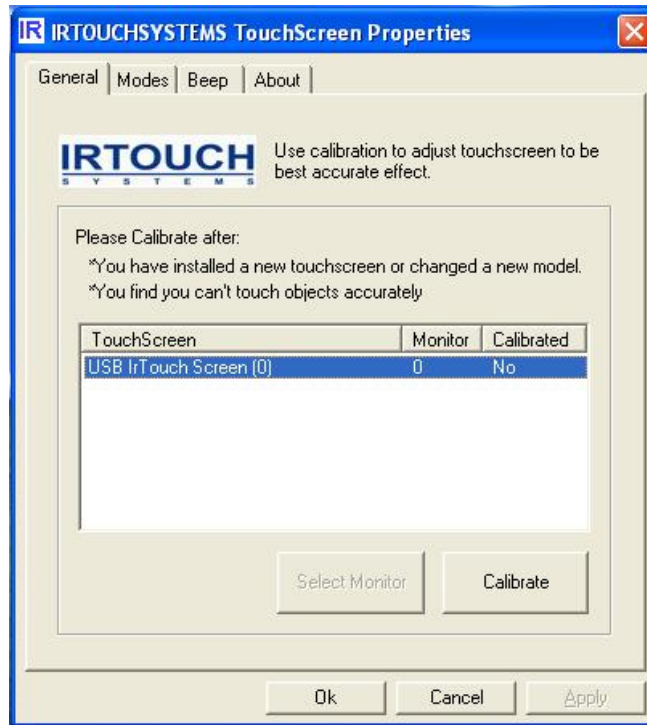 IR IRTOUCHSYSTEMS TouchScreen Properties
General Modes Beep About
IRTOUCH
SYSTEMS
Use calibration to adjust touchscreen to be
best accurate effect.
Please Calibrate after:
*You have installed a new touchscreen or changed a new model.
*You find you can't touch objects accurately
TouchScreen Monitor Calibrated
USB IrTouch Screen (0) 0 No
Select Monitor Calibrate
Ok Cancel Apply